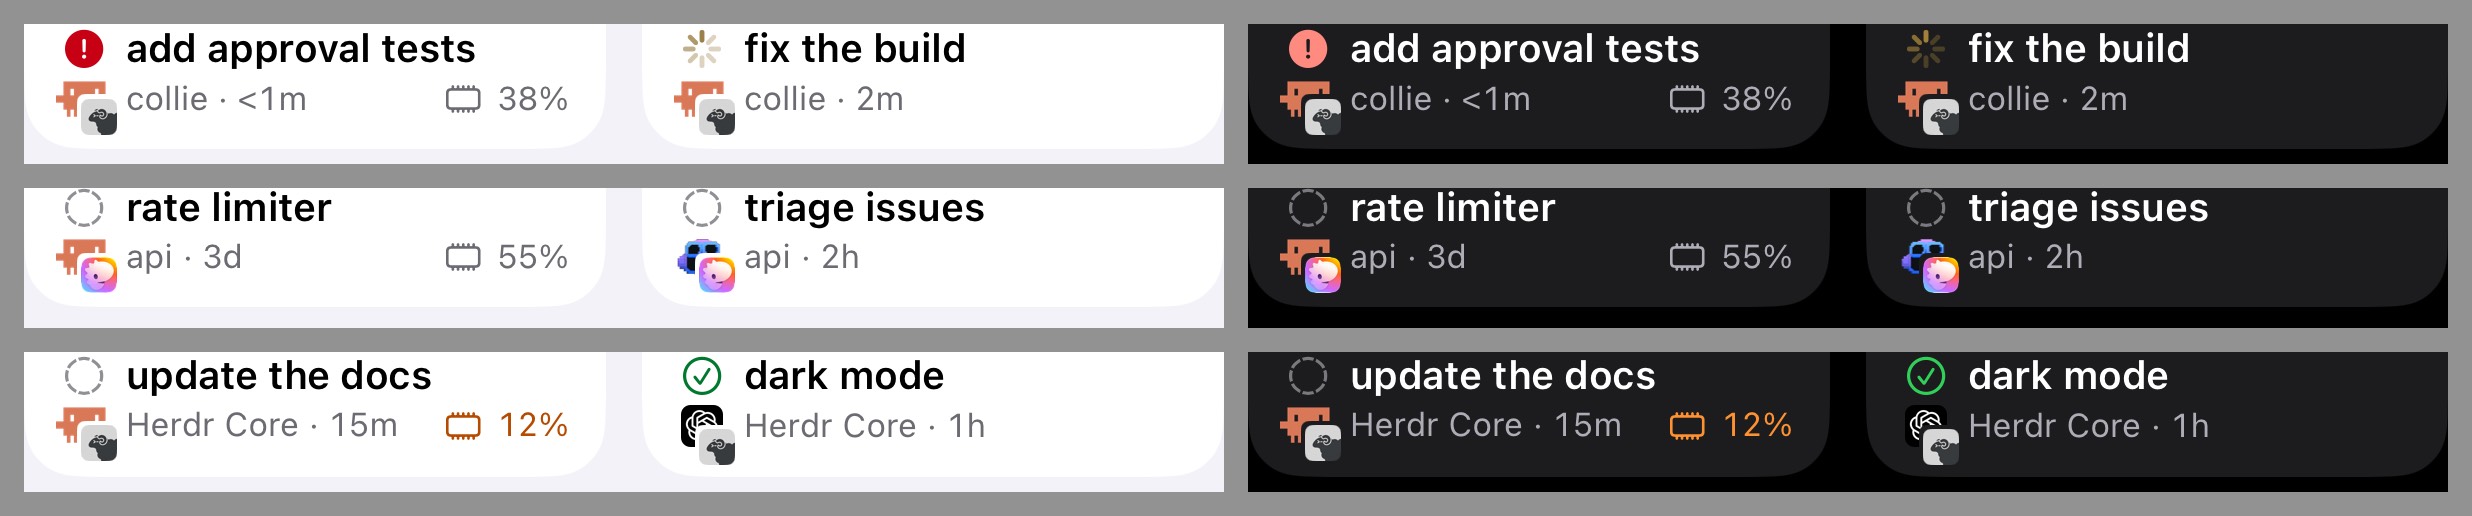 add approval tests
collie · <1m 38%
fix the build
collie · 2m
add approval tests
collie · <1m 38%
fix the build
collie · 2m
rate limiter
api · 3d 55%
triage issues
api · 2h
rate limiter
api · 3d 55%
triage issues
api · 2h
update the docs
Herdr Core · 15m 12%
dark mode
Herdr Core · 1h
update the docs
Herdr Core · 15m 12%
dark mode
Herdr Core · 1h